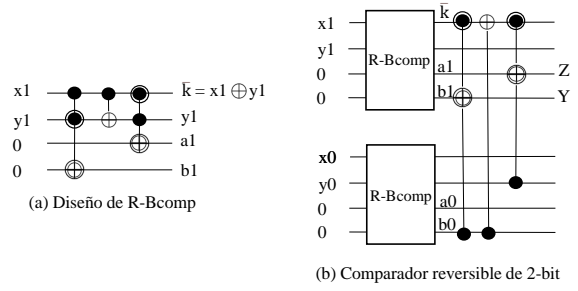 x1
k̄ = x1 ⊕ y1
y1
y1
0
a1
0
b1
(a) Diseño de R-Bcomp
x1
k̄
y1
R-Bcomp
0
a1
Z
0
b1
Y
x0
y0
R-Bcomp
0
a0
0
b0
(b) Comparador reversible de 2-bit